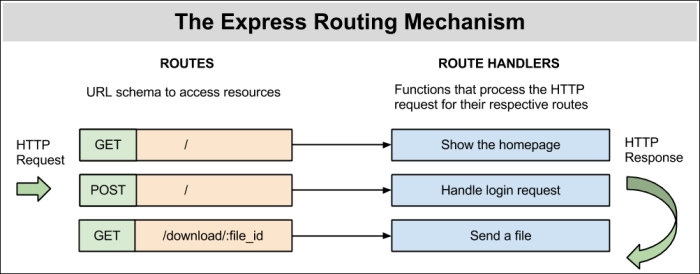 The Express Routing Mechanism
ROUTES
URL schema to access resources
ROUTE HANDLERS
Functions that process the HTTP
request for their respective routes
HTTP
Request
GET /
Show the homepage
POST /
Handle login request
GET /download/:file_id
Send a file
HTTP
Response